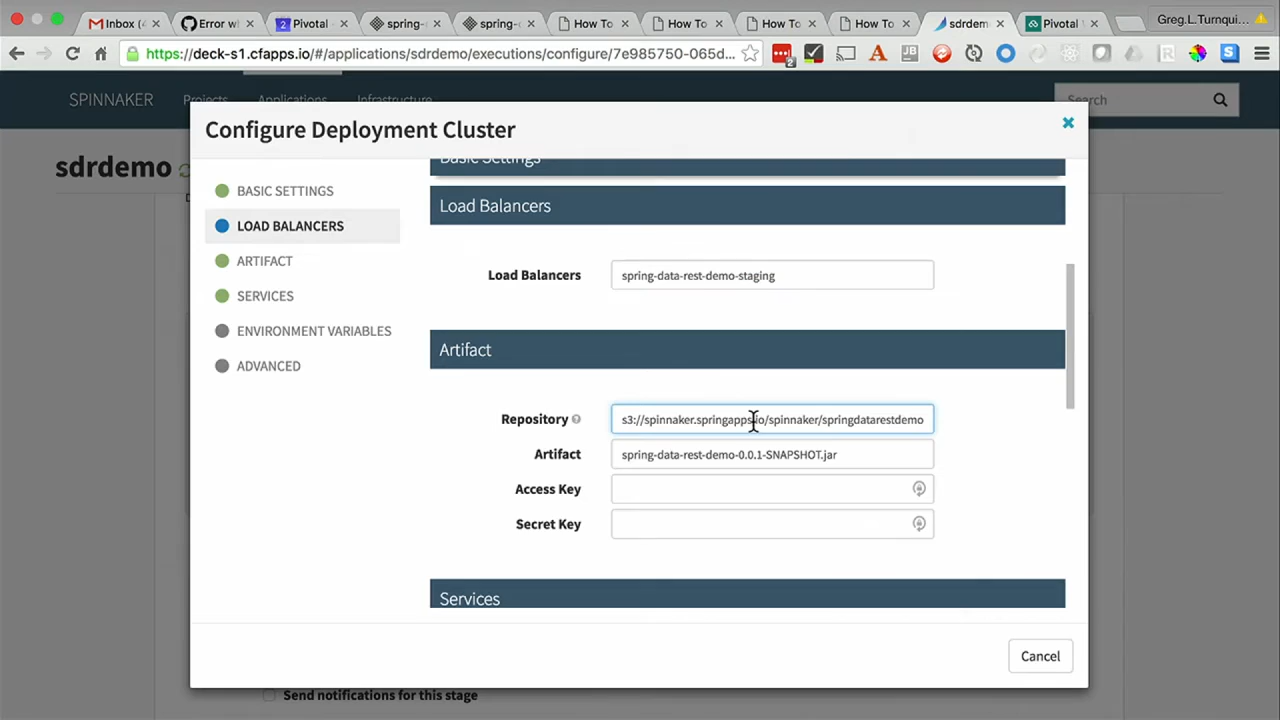 Inbox (4
Error w
Pivotal
spring-
spring-
How To
How To
How To
How To
sdrdem
Pivotal
Greg.L.Turnqui...
https://deck-s1.cfapps.io/#/applications/sdrdemo/executions/configure/7e985750-065d...
SPINNAKER
Projects
Applications
Infrastructure
Search
Configure Deployment Cluster
sdrdemo
BASIC SETTINGS
LOAD BALANCERS
ARTIFACT
SERVICES
ENVIRONMENT VARIABLES
ADVANCED
Basic Settings
Load Balancers
Load Balancers spring-data-rest-demo-staging
Artifact
Repository s3://spinnaker.springapps.io/spinnaker/springdatarestdemo
Artifact spring-data-rest-demo-0.0.1-SNAPSHOT.jar
Access Key
Secret Key
Services
Cancel
Send notifications for this stage